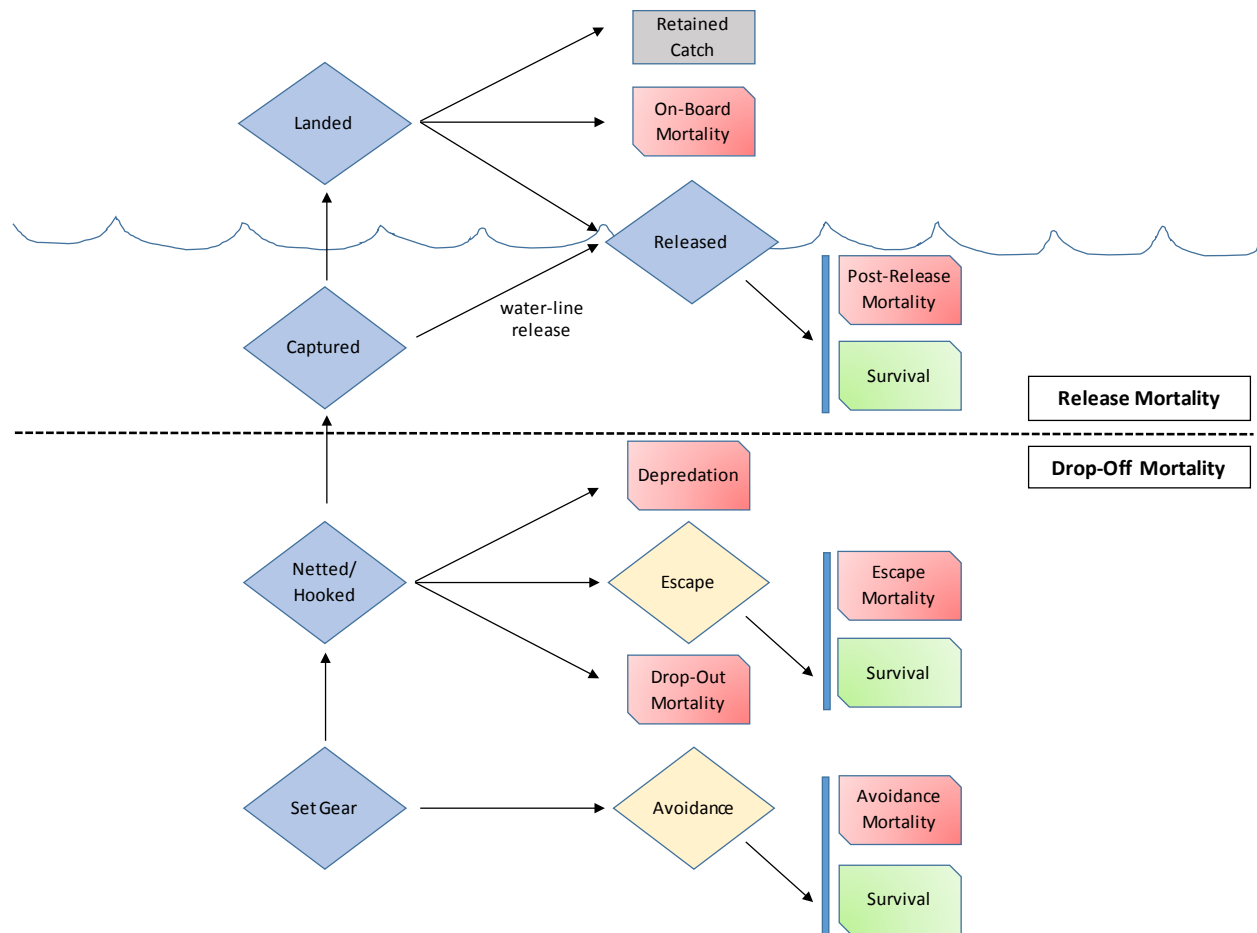 Retained
Catch
Landed
On-Board
Mortality
Released
Post-Release
Mortality
water-line
release
Captured
Survival
Release Mortality
Drop-Off Mortality
Depredation
Netted/
Hooked
Escape
Escape
Mortality
Drop-Out
Mortality
Survival
Set Gear
Avoidance
Avoidance
Mortality
Survival